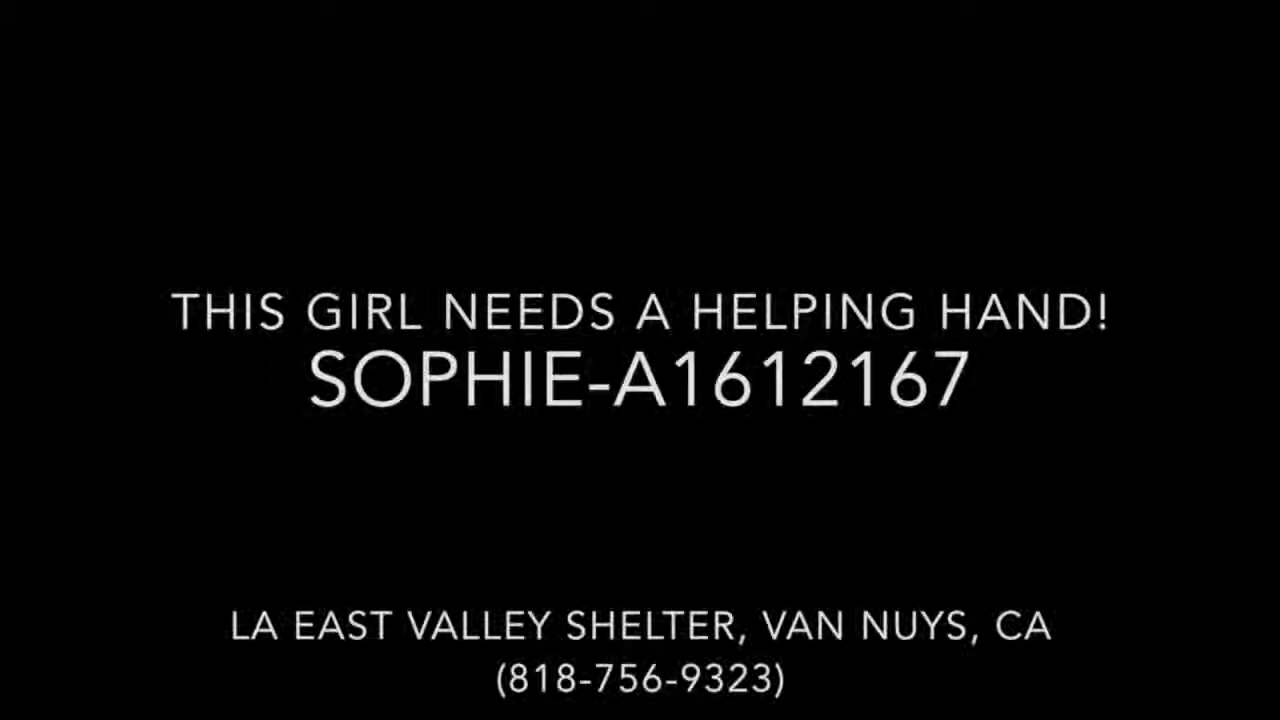 THIS GIRL NEEDS A HELPING HAND!
SOPHIE-A1612167
LA EAST VALLEY SHELTER, VAN NUYS, CA
(818-756-9323)